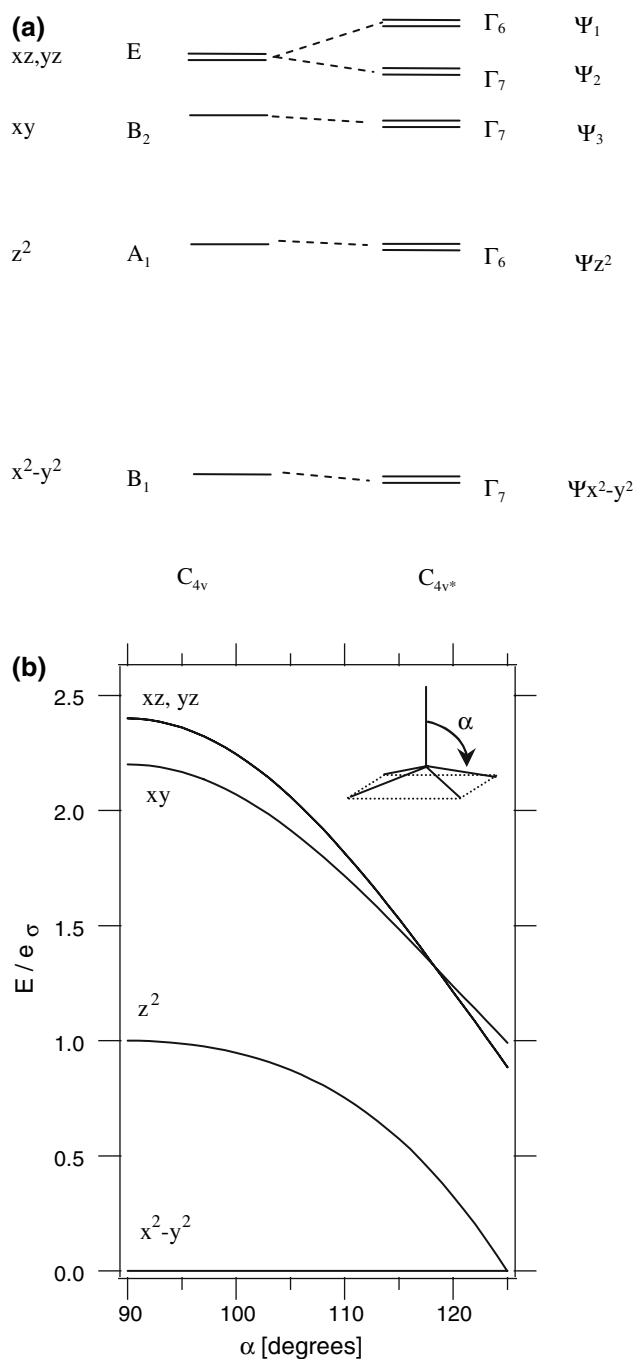 (a)
Γ6 Ψ1
xz,yz E
Γ7 Ψ2
xy B2 Γ7 Ψ3
z² A1 Γ6 Ψz²
x²-y² B1 Γ7 Ψx²-y²
C4v C4v*
(b)
2.5
xz, yz
α
xy
2.0
1.5
E / e σ
z²
1.0
0.5
x²-y²
0.0
90 100 110 120
α [degrees]